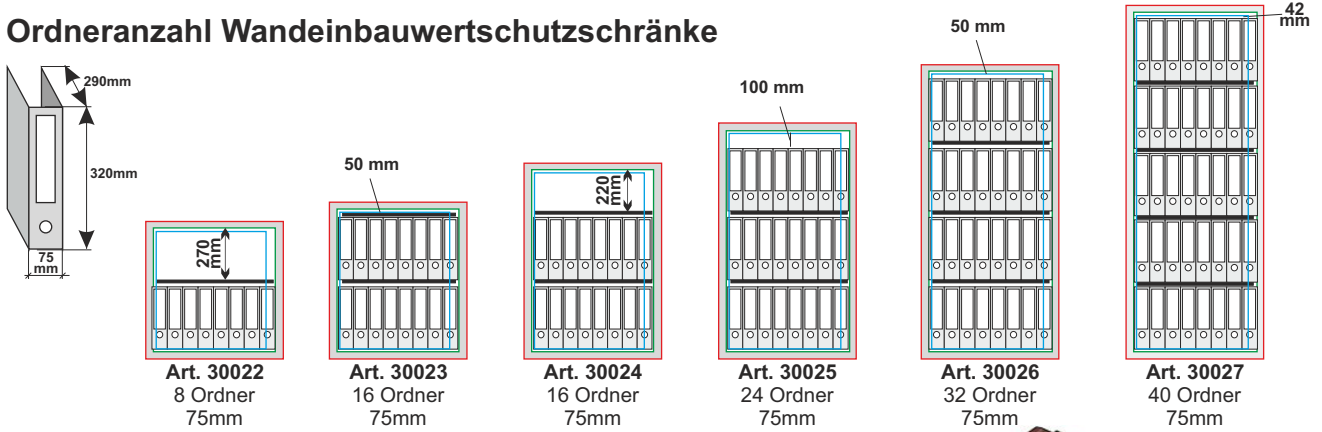 Ordneranzahl Wandeinbauwertschutzschränke
290mm
320mm
75
mm
270
mm
50 mm
220
mm
100 mm
50 mm
42
mm
Art. 30022
8 Ordner
75mm
Art. 30023
16 Ordner
75mm
Art. 30024
16 Ordner
75mm
Art. 30025
24 Ordner
75mm
Art. 30026
32 Ordner
75mm
Art. 30027
40 Ordner
75mm